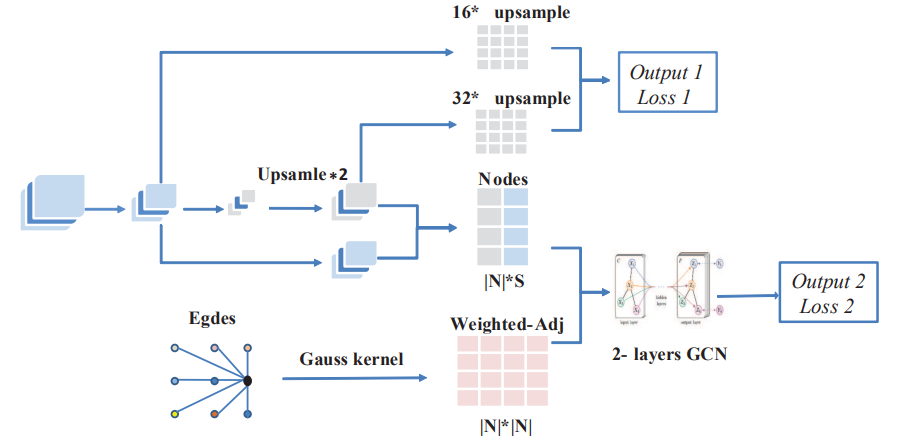 16* upsample
Output 1
Loss 1
32* upsample
Upsamle*2
Nodes
|N|*S
Output 2
Loss 2
Egdes
Weighted-Adj
Gauss kernel
2- layers GCN
|N|*|N|